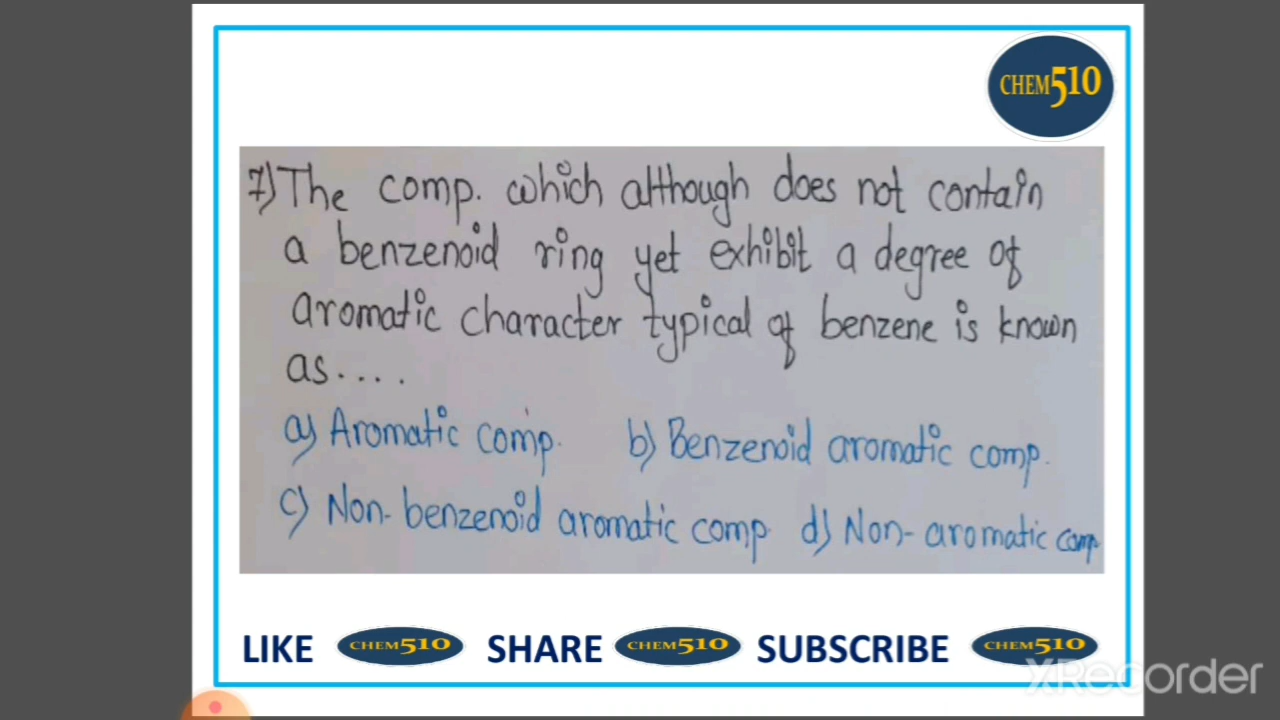 CHEM510
7) The comp. which although does not contain
a benzenoid ring yet exhibit a degree of
aromatic character typical of benzene is known
as....
a) Aromatic comp. b) Benzenoid aromatic comp.
c) Non-benzenoid aromatic comp. d) Non-aromatic comp
LIKE CHEM510 SHARE CHEM510 SUBSCRIBE CHEM510
XRecorder